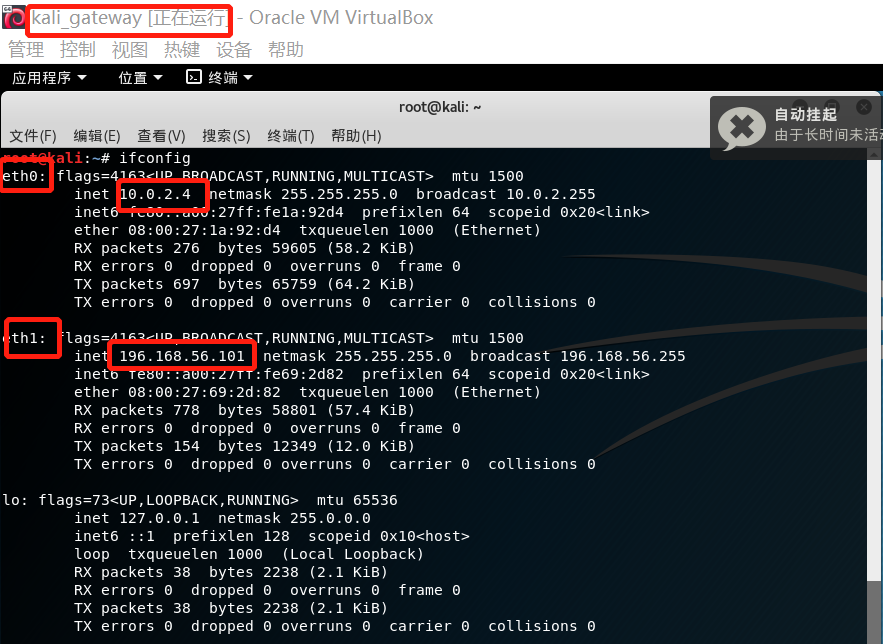 kali_gateway [正在运行] - Oracle VM VirtualBox
管理 控制 视图 热键 设备 帮助
应用程序 位置 终端
root@kali: ~
自动挂起
由于长时间未活动
文件(F) 编辑(E) 查看(V) 搜索(S) 终端(T) 帮助(H)
root@kali:~# ifconfig
eth0: flags=4163<UP,BROADCAST,RUNNING,MULTICAST> mtu 1500
inet 10.0.2.4 netmask 255.255.255.0 broadcast 10.0.2.255
inet6 fe80::a00:27ff:fe1a:92d4 prefixlen 64 scopeid 0x20<link>
ether 08:00:27:1a:92:d4 txqueuelen 1000 (Ethernet)
RX packets 276 bytes 59605 (58.2 KiB)
RX errors 0 dropped 0 overruns 0 frame 0
TX packets 697 bytes 65759 (64.2 KiB)
TX errors 0 dropped 0 overruns 0 carrier 0 collisions 0
eth1: flags=4163<UP,BROADCAST,RUNNING,MULTICAST> mtu 1500
inet 196.168.56.101 netmask 255.255.255.0 broadcast 196.168.56.255
inet6 fe80::a00:27ff:fe69:2d82 prefixlen 64 scopeid 0x20<link>
ether 08:00:27:69:2d:82 txqueuelen 1000 (Ethernet)
RX packets 778 bytes 58801 (57.4 KiB)
RX errors 0 dropped 0 overruns 0 frame 0
TX packets 154 bytes 12349 (12.0 KiB)
TX errors 0 dropped 0 overruns 0 carrier 0 collisions 0
lo: flags=73<UP,LOOPBACK,RUNNING> mtu 65536
inet 127.0.0.1 netmask 255.0.0.0
inet6 ::1 prefixlen 128 scopeid 0x10<host>
loop txqueuelen 1000 (Local Loopback)
RX packets 38 bytes 2238 (2.1 KiB)
RX errors 0 dropped 0 overruns 0 frame 0
TX packets 38 bytes 2238 (2.1 KiB)
TX errors 0 dropped 0 overruns 0 carrier 0 collisions 0